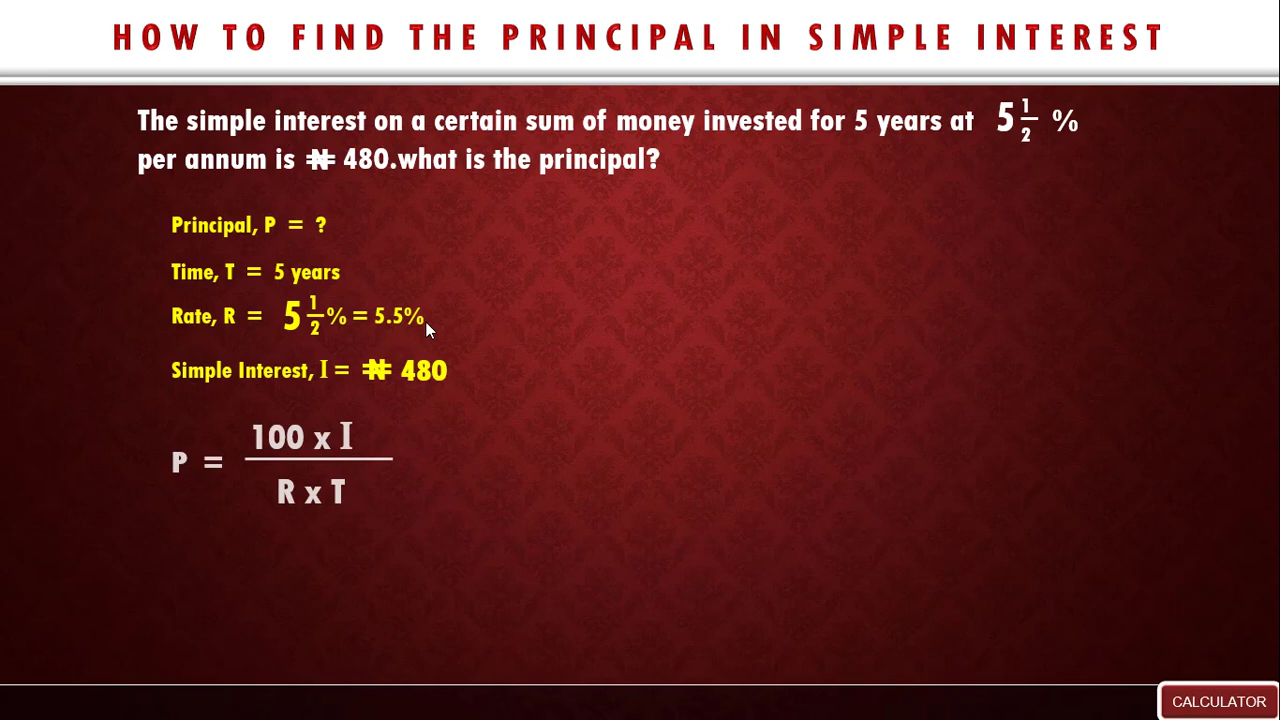 HOW TO FIND THE PRINCIPAL IN SIMPLE INTEREST
The simple interest on a certain sum of money invested for 5 years at 5 1/2 %
per annum is ₦ 480.what is the principal?
Principal, P = ?
Time, T = 5 years
Rate, R = 5 1/2 % = 5.5%
Simple Interest, I = ₦ 480
P = 100 x I
R x T
CALCULATOR